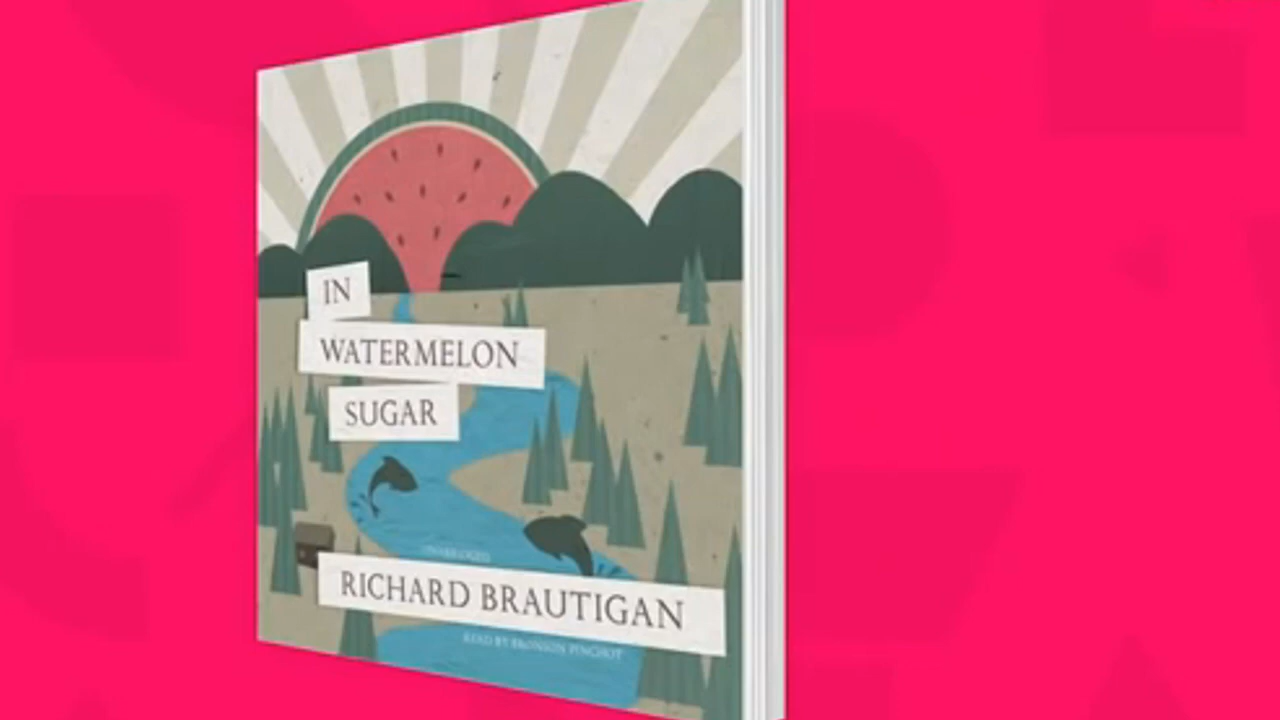 IN
WATERMELON
SUGAR
UNABRIDGED
RICHARD BRAUTIGAN
READ BY BRONSON PINCHOT